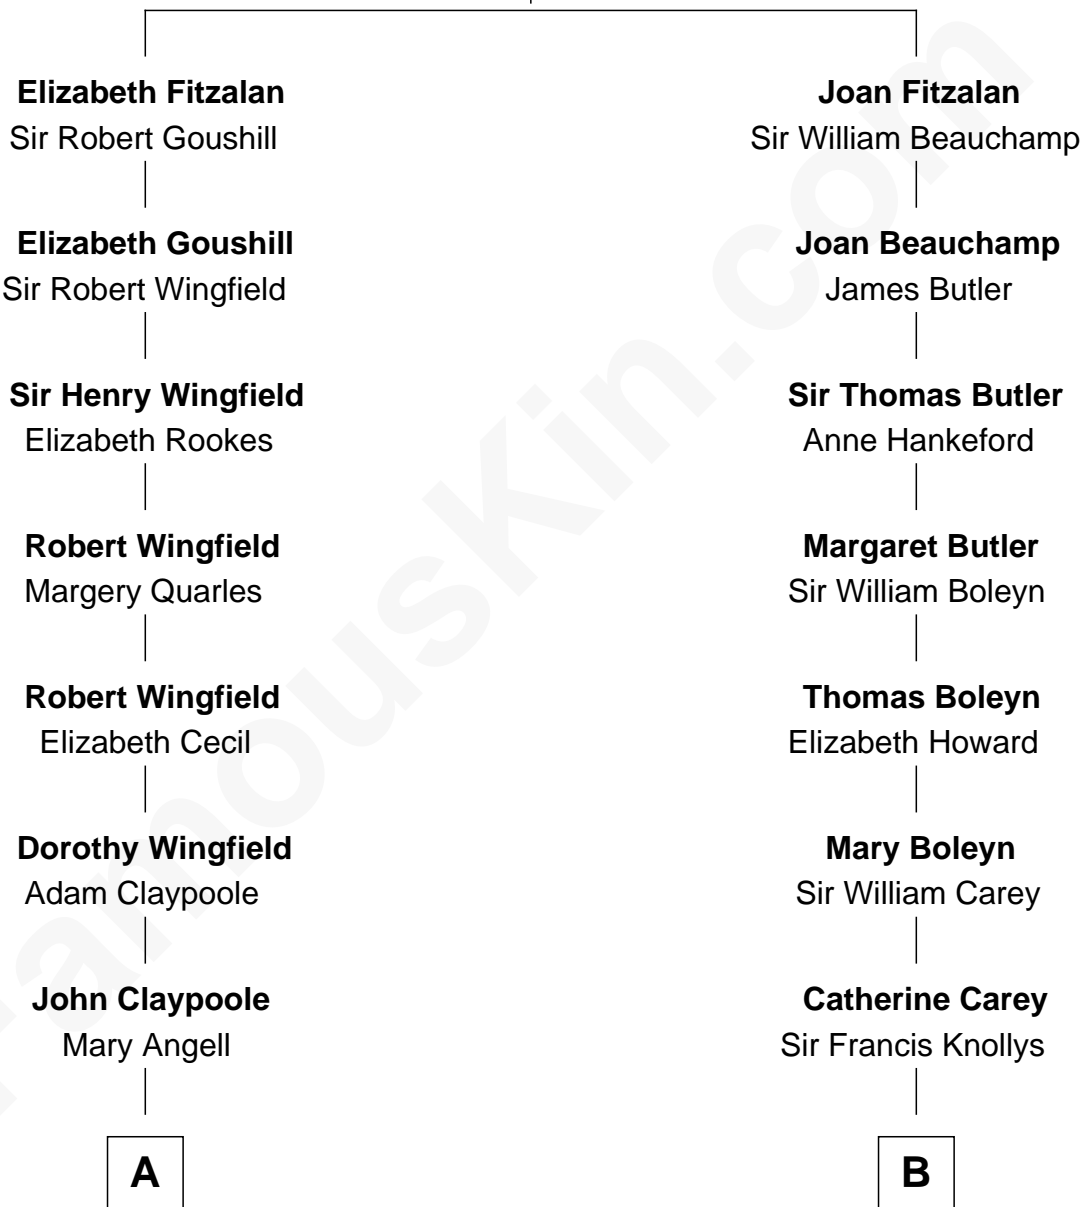 Elizabeth Fitzalan
Sir Robert Goushill
Elizabeth Goushill
Sir Robert Wingfield
Sir Henry Wingfield
Elizabeth Rookes
Robert Wingfield
Margery Quarles
Robert Wingfield
Elizabeth Cecil
Dorothy Wingfield
Adam Claypoole
John Claypoole
Mary Angell
A
Joan Fitzalan
Sir William Beauchamp
Joan Beauchamp
James Butler
Sir Thomas Butler
Anne Hankeford
Margaret Butler
Sir William Boleyn
Thomas Boleyn
Elizabeth Howard
Mary Boleyn
Sir William Carey
Catherine Carey
Sir Francis Knollys
B
FamousKin.com